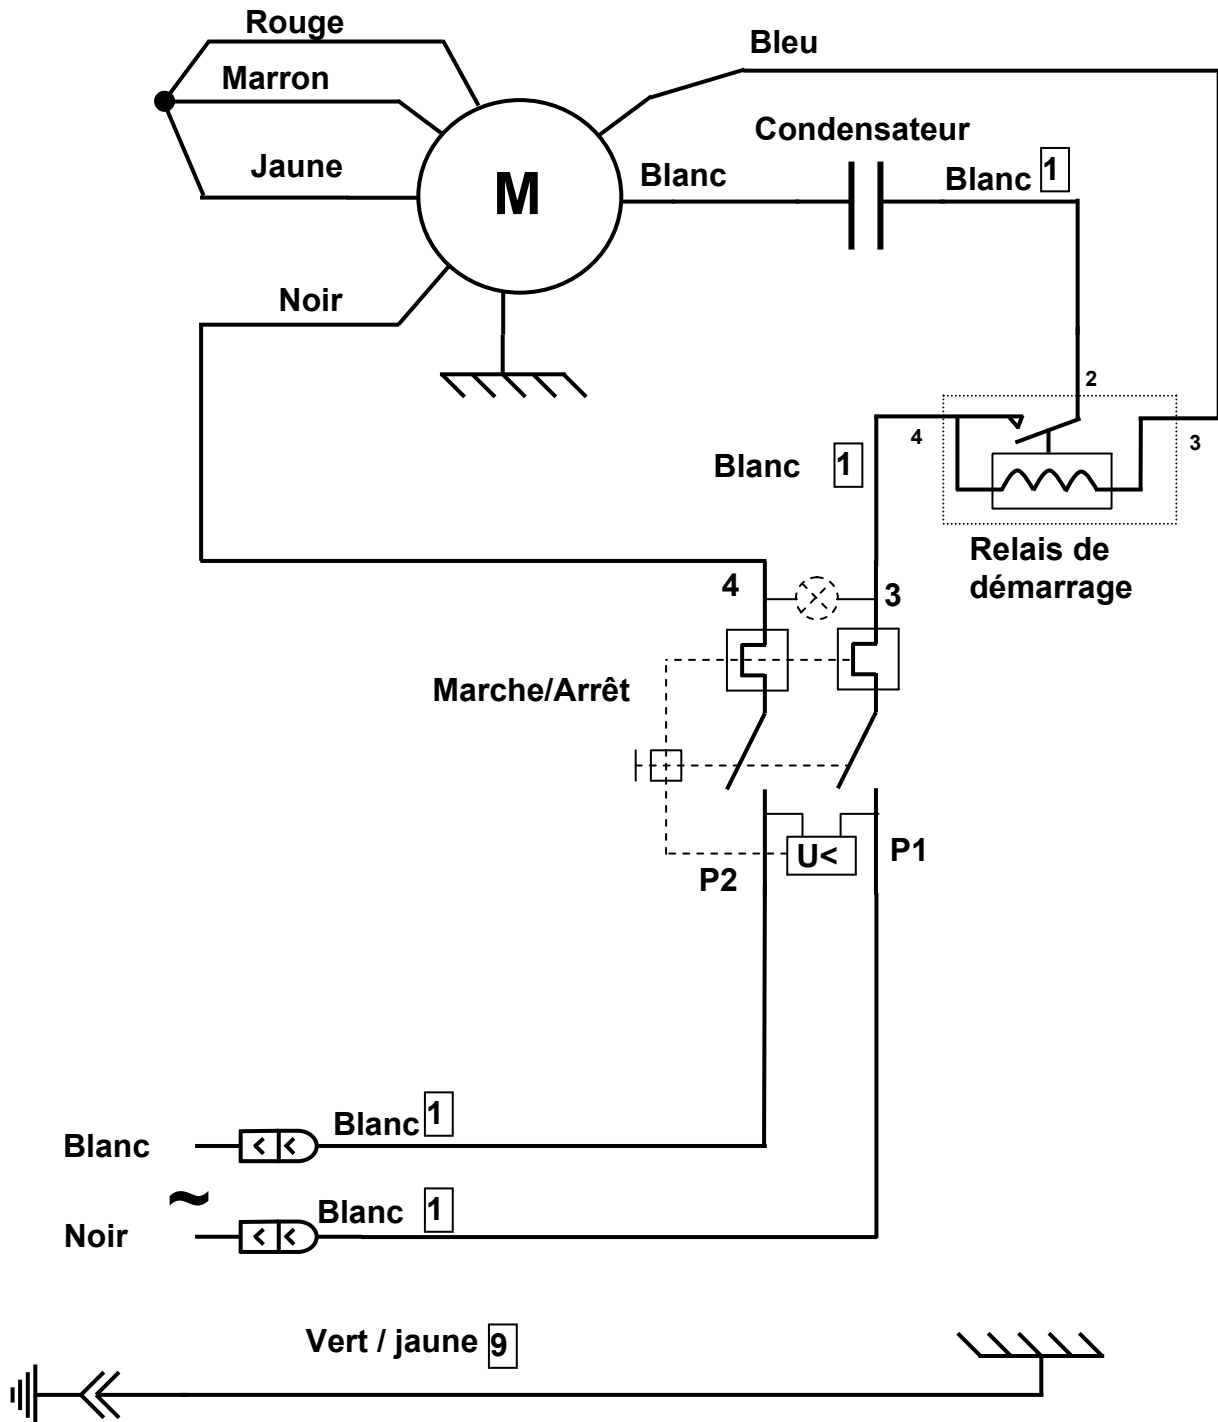 Rouge
Bleu
Marron
Condensateur
Jaune
M
Blanc
Blanc 1
Noir
2
4
3
Blanc 1
Relais de
démarrage
4
3
Marche/Arrêt
U<
P1
P2
Blanc 1
Blanc
~
Blanc 1
Noir
Vert / jaune 9